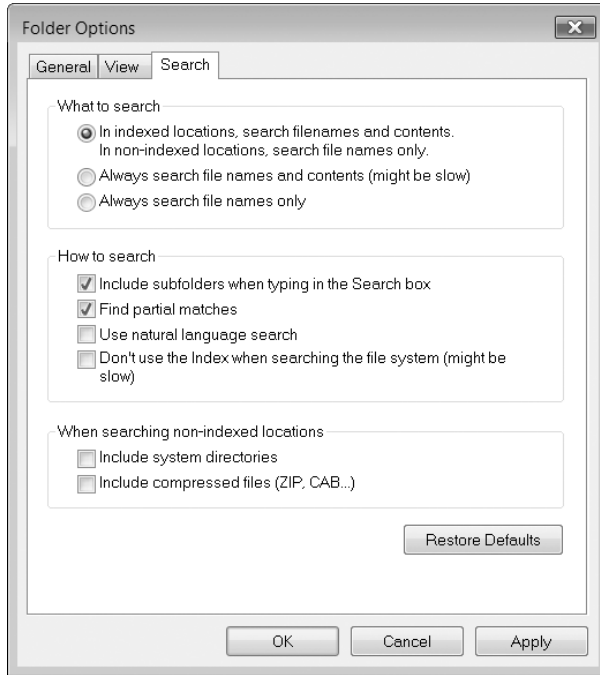 Folder Options
General View Search
What to search
In indexed locations, search filenames and contents.
In non-indexed locations, search file names only.
Always search file names and contents (might be slow)
Always search file names only
How to search
Include subfolders when typing in the Search box
Find partial matches
Use natural language search
Don't use the Index when searching the file system (might be
slow)
When searching non-indexed locations
Include system directories
Include compressed files (ZIP, CAB...)
Restore Defaults
OK Cancel Apply